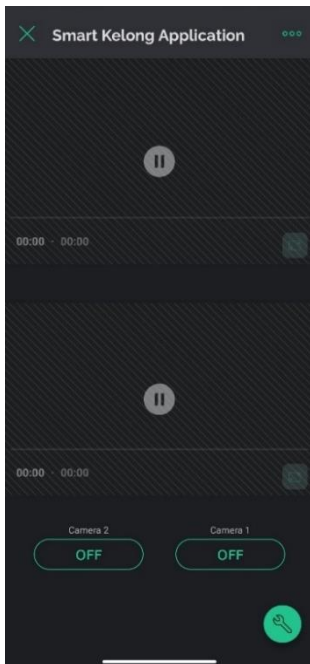 Smart Kelong Application
00:00 · 00:00
00:00 · 00:00
Camera 2 Camera 1
OFF OFF